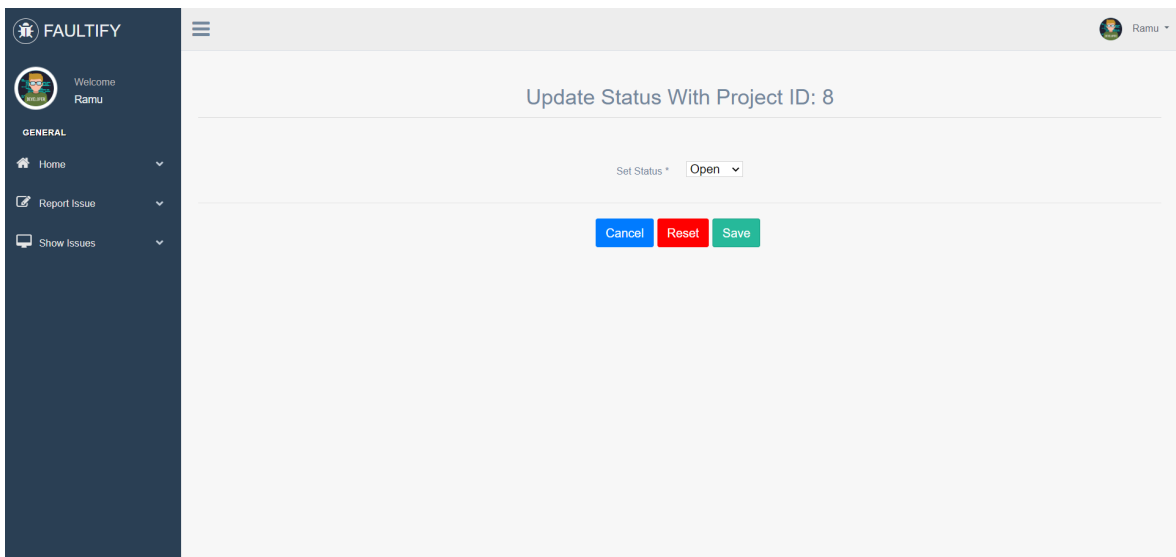 FAULTIFY
Ramu
Welcome
Ramu
Update Status With Project ID: 8
GENERAL
Home
Report Issue
Show Issues
Set Status * Open
Cancel Reset Save